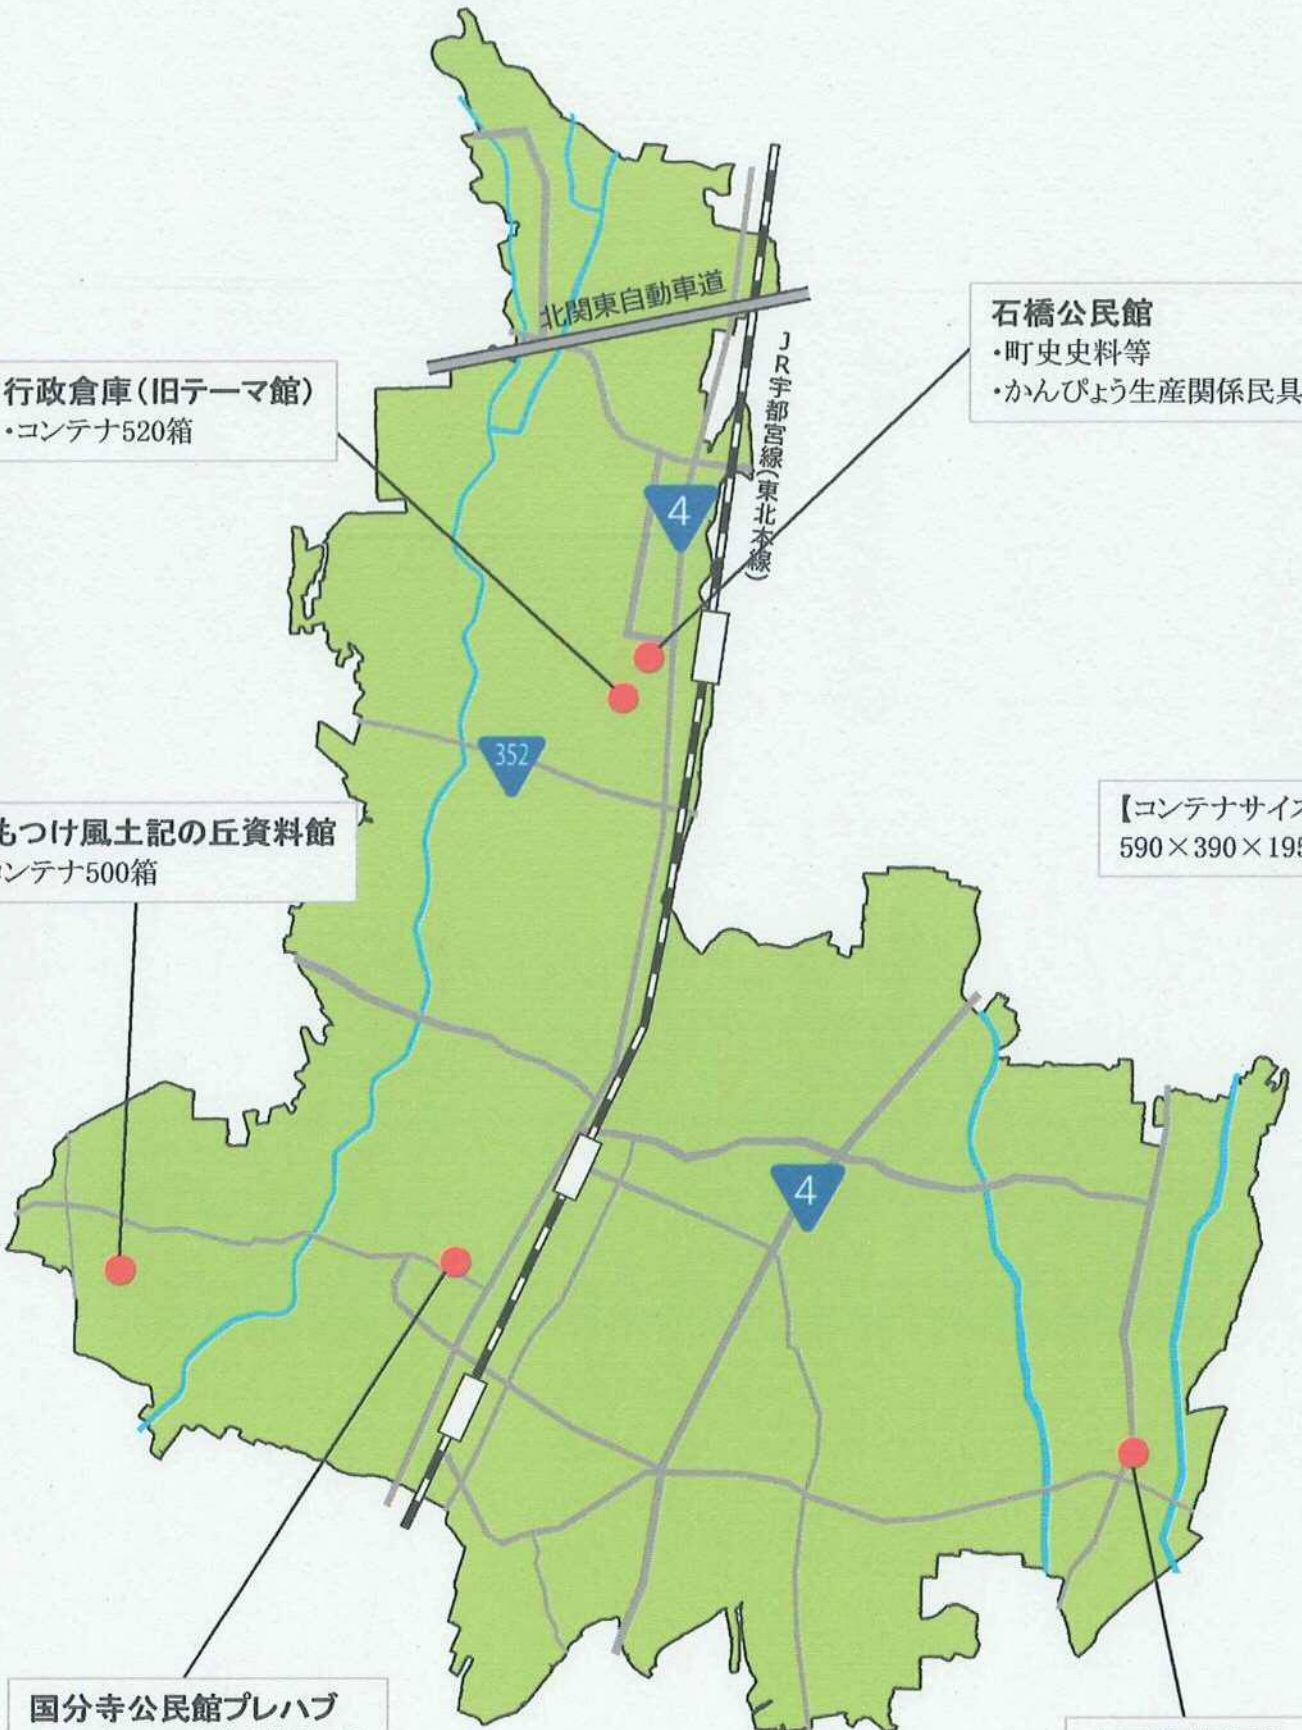 北関東自動車道
石橋公民館
・町史史料等
・かんぴょう生産関係民具
行政倉庫(旧テーマ館)
・コンテナ520箱
JR宇都宮線(東北本線)
4
352
もつけ風土記の丘資料館
コンテナ500箱
【コンテナサイズ
590×390×195
4
国分寺公民館プレハブ